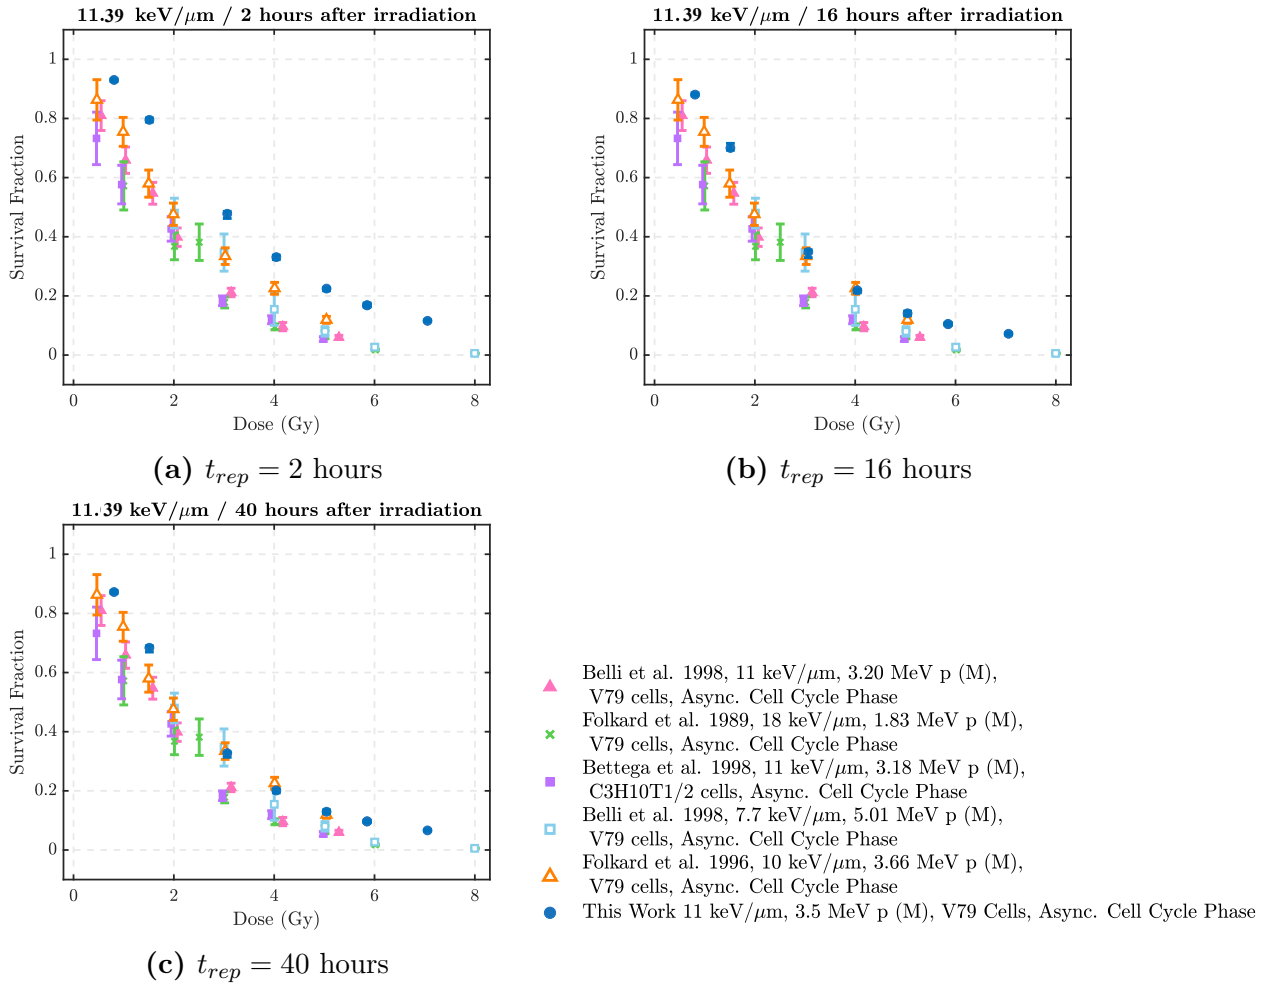 11.39 keV/μm / 2 hours after irradiation
Survival Fraction
1
0.8
0.6
0.4
0.2
0
0 2 4 6 8
Dose (Gy)
(a) t_rep = 2 hours
11.39 keV/μm / 16 hours after irradiation
Survival Fraction
1
0.8
0.6
0.4
0.2
0
0 2 4 6 8
Dose (Gy)
(b) t_rep = 16 hours
11.39 keV/μm / 40 hours after irradiation
Survival Fraction
1
0.8
0.6
0.4
0.2
0
0 2 4 6 8
Dose (Gy)
(c) t_rep = 40 hours
Belli et al. 1998, 11 keV/μm, 3.20 MeV p (M),
V79 cells, Async. Cell Cycle Phase
Folkard et al. 1989, 18 keV/μm, 1.83 MeV p (M),
V79 cells, Async. Cell Cycle Phase
Bettega et al. 1998, 11 keV/μm, 3.18 MeV p (M),
C3H10T1/2 cells, Async. Cell Cycle Phase
Belli et al. 1998, 7.7 keV/μm, 5.01 MeV p (M),
V79 cells, Async. Cell Cycle Phase
Folkard et al. 1996, 10 keV/μm, 3.66 MeV p (M),
V79 cells, Async. Cell Cycle Phase
This Work 11 keV/μm, 3.5 MeV p (M), V79 Cells, Async. Cell Cycle Phase